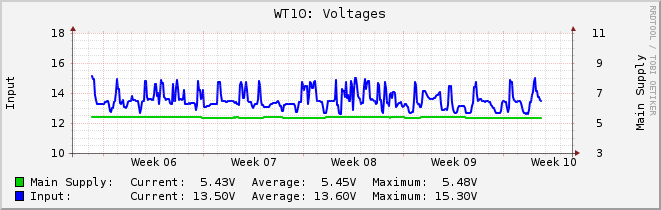 WT10: Voltages
RRDTOOL / TOBI OETIKER
Input
18
16
14
12
10
11
9
7
5
3
Main Supply
Week 06 Week 07 Week 08 Week 09 Week 10
Main Supply: Current: 5.43V Average: 5.45V Maximum: 5.48V
Input: Current: 13.50V Average: 13.60V Maximum: 15.30V